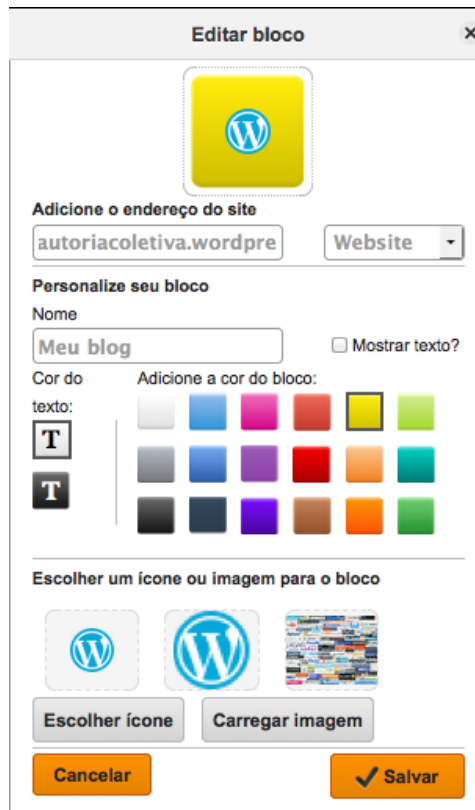 Editar bloco
Adicione o endereço do site
autoriacoletiva.wordpre
Website
Personalize seu bloco
Nome
Meu blog
Mostrar texto?
Cor do texto:
Adicione a cor do bloco:
T
T
Escolher um ícone ou imagem para o bloco
Escolher ícone
Carregar imagem
Cancelar
Salvar